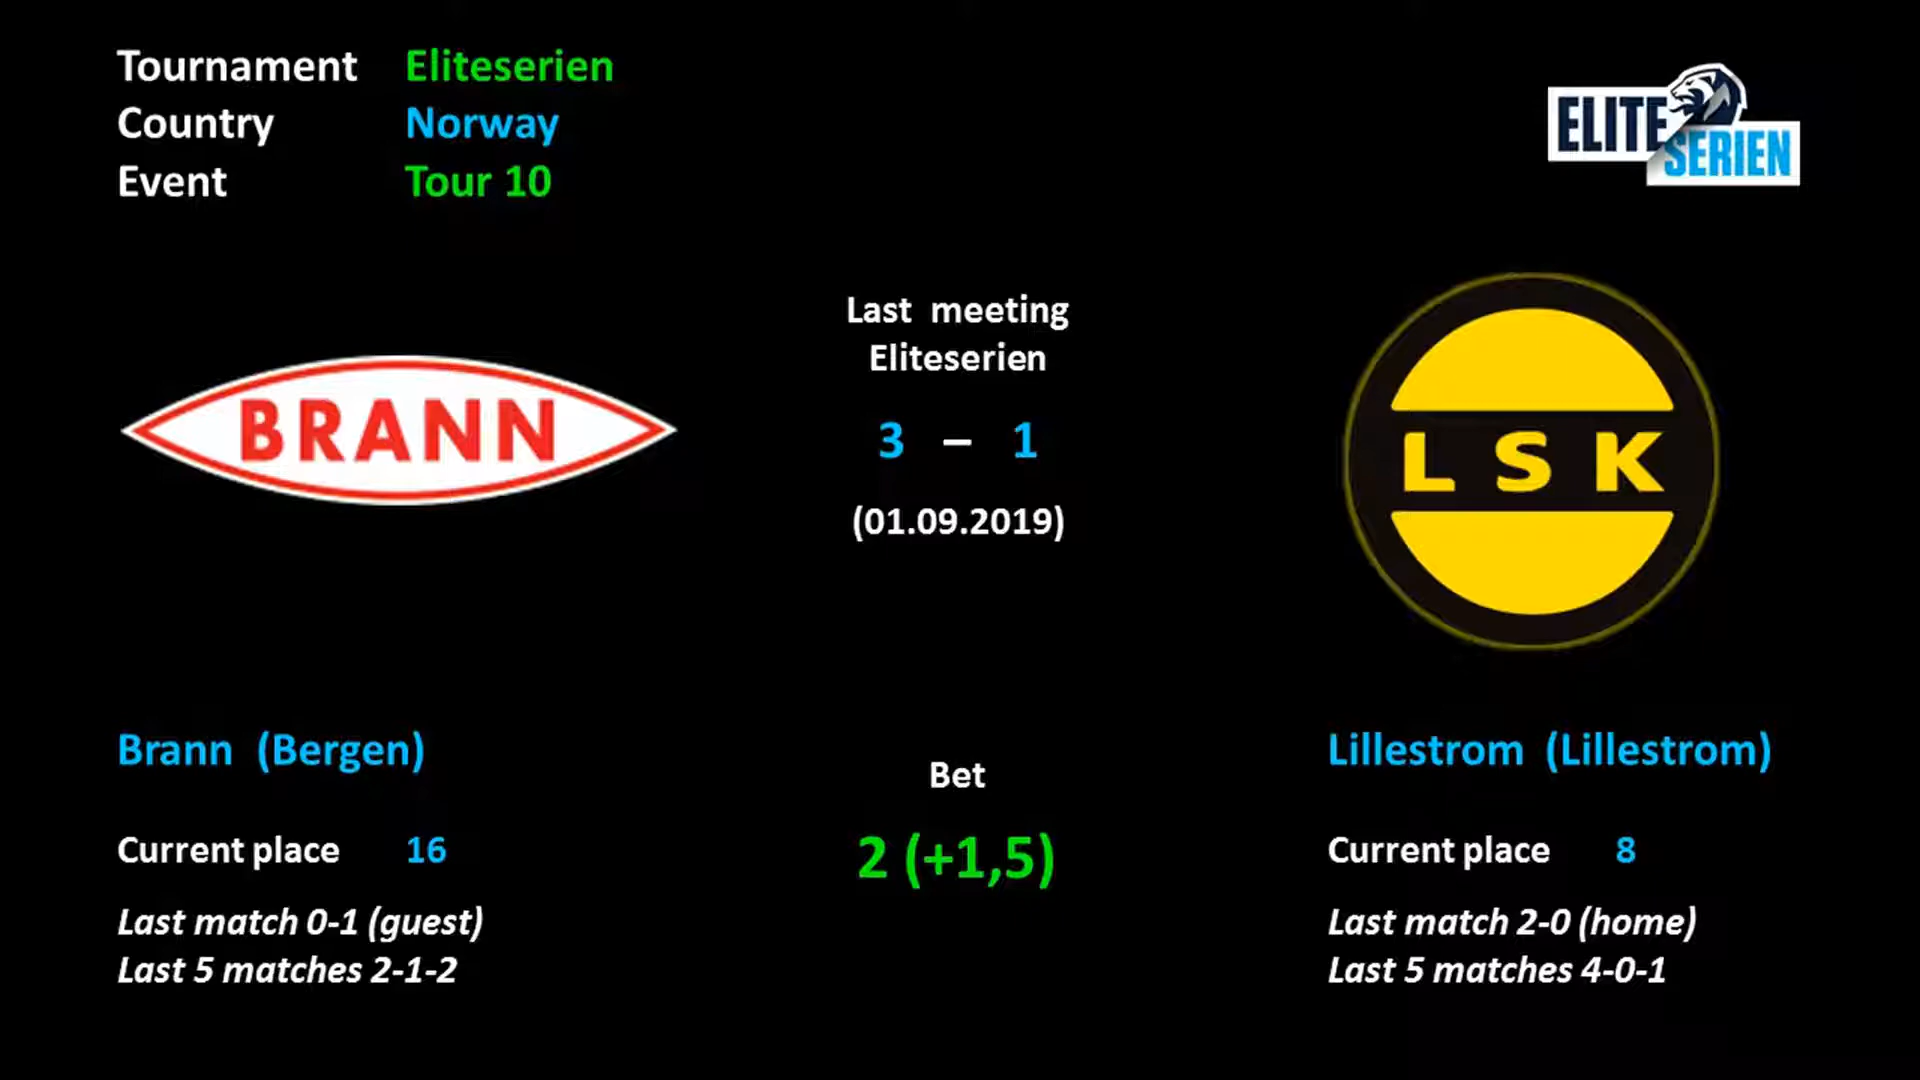 Tournament Eliteserien
Country Norway
Event Tour 10
ELITE
SERIEN
Last meeting
Eliteserien
3 – 1
(01.09.2019)
BRANN
L S K
Brann (Bergen)
Current place 16
Last match 0-1 (guest)
Last 5 matches 2-1-2
Bet
2 (+1,5)
Lillestrom (Lillestrom)
Current place 8
Last match 2-0 (home)
Last 5 matches 4-0-1